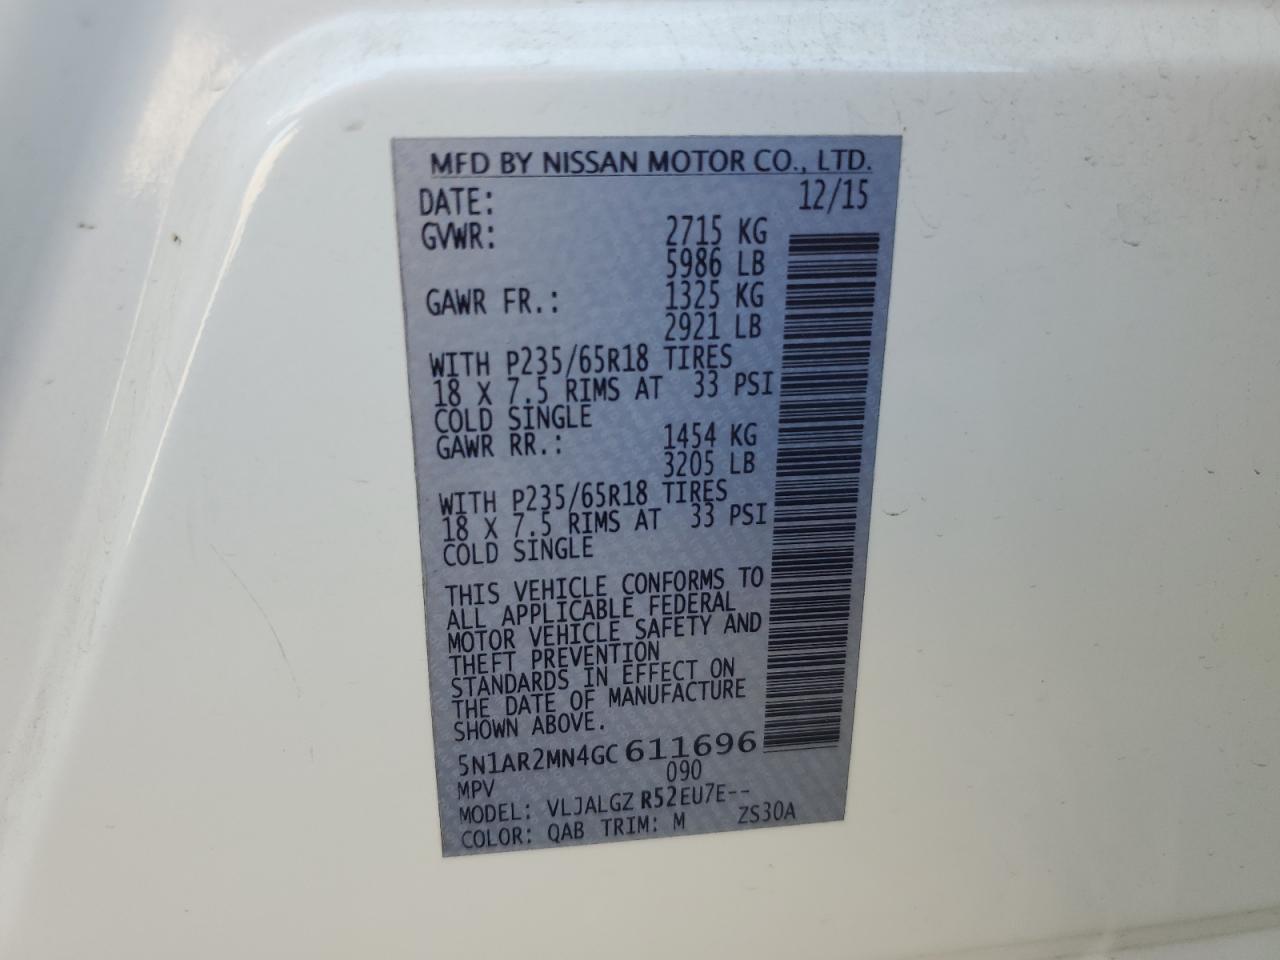 MFD BY NISSAN MOTOR CO., LTD.
DATE: 12/15
GVWR: 2715 KG
5986 LB
GAWR FR.: 1325 KG
2921 LB
WITH P235/65R18 TIRES
18 X 7.5 RIMS AT 33 PSI
COLD SINGLE
GAWR RR.: 1454 KG
3205 LB
WITH P235/65R18 TIRES
18 X 7.5 RIMS AT 33 PSI
COLD SINGLE
THIS VEHICLE CONFORMS TO
ALL APPLICABLE FEDERAL
MOTOR VEHICLE SAFETY AND
THEFT PREVENTION
STANDARDS IN EFFECT ON
THE DATE OF MANUFACTURE
SHOWN ABOVE.
5N1AR2MN4GC 611696
MPV 090
MODEL: VLJALGZ R52EU7E--
COLOR: QAB TRIM: M ZS30A